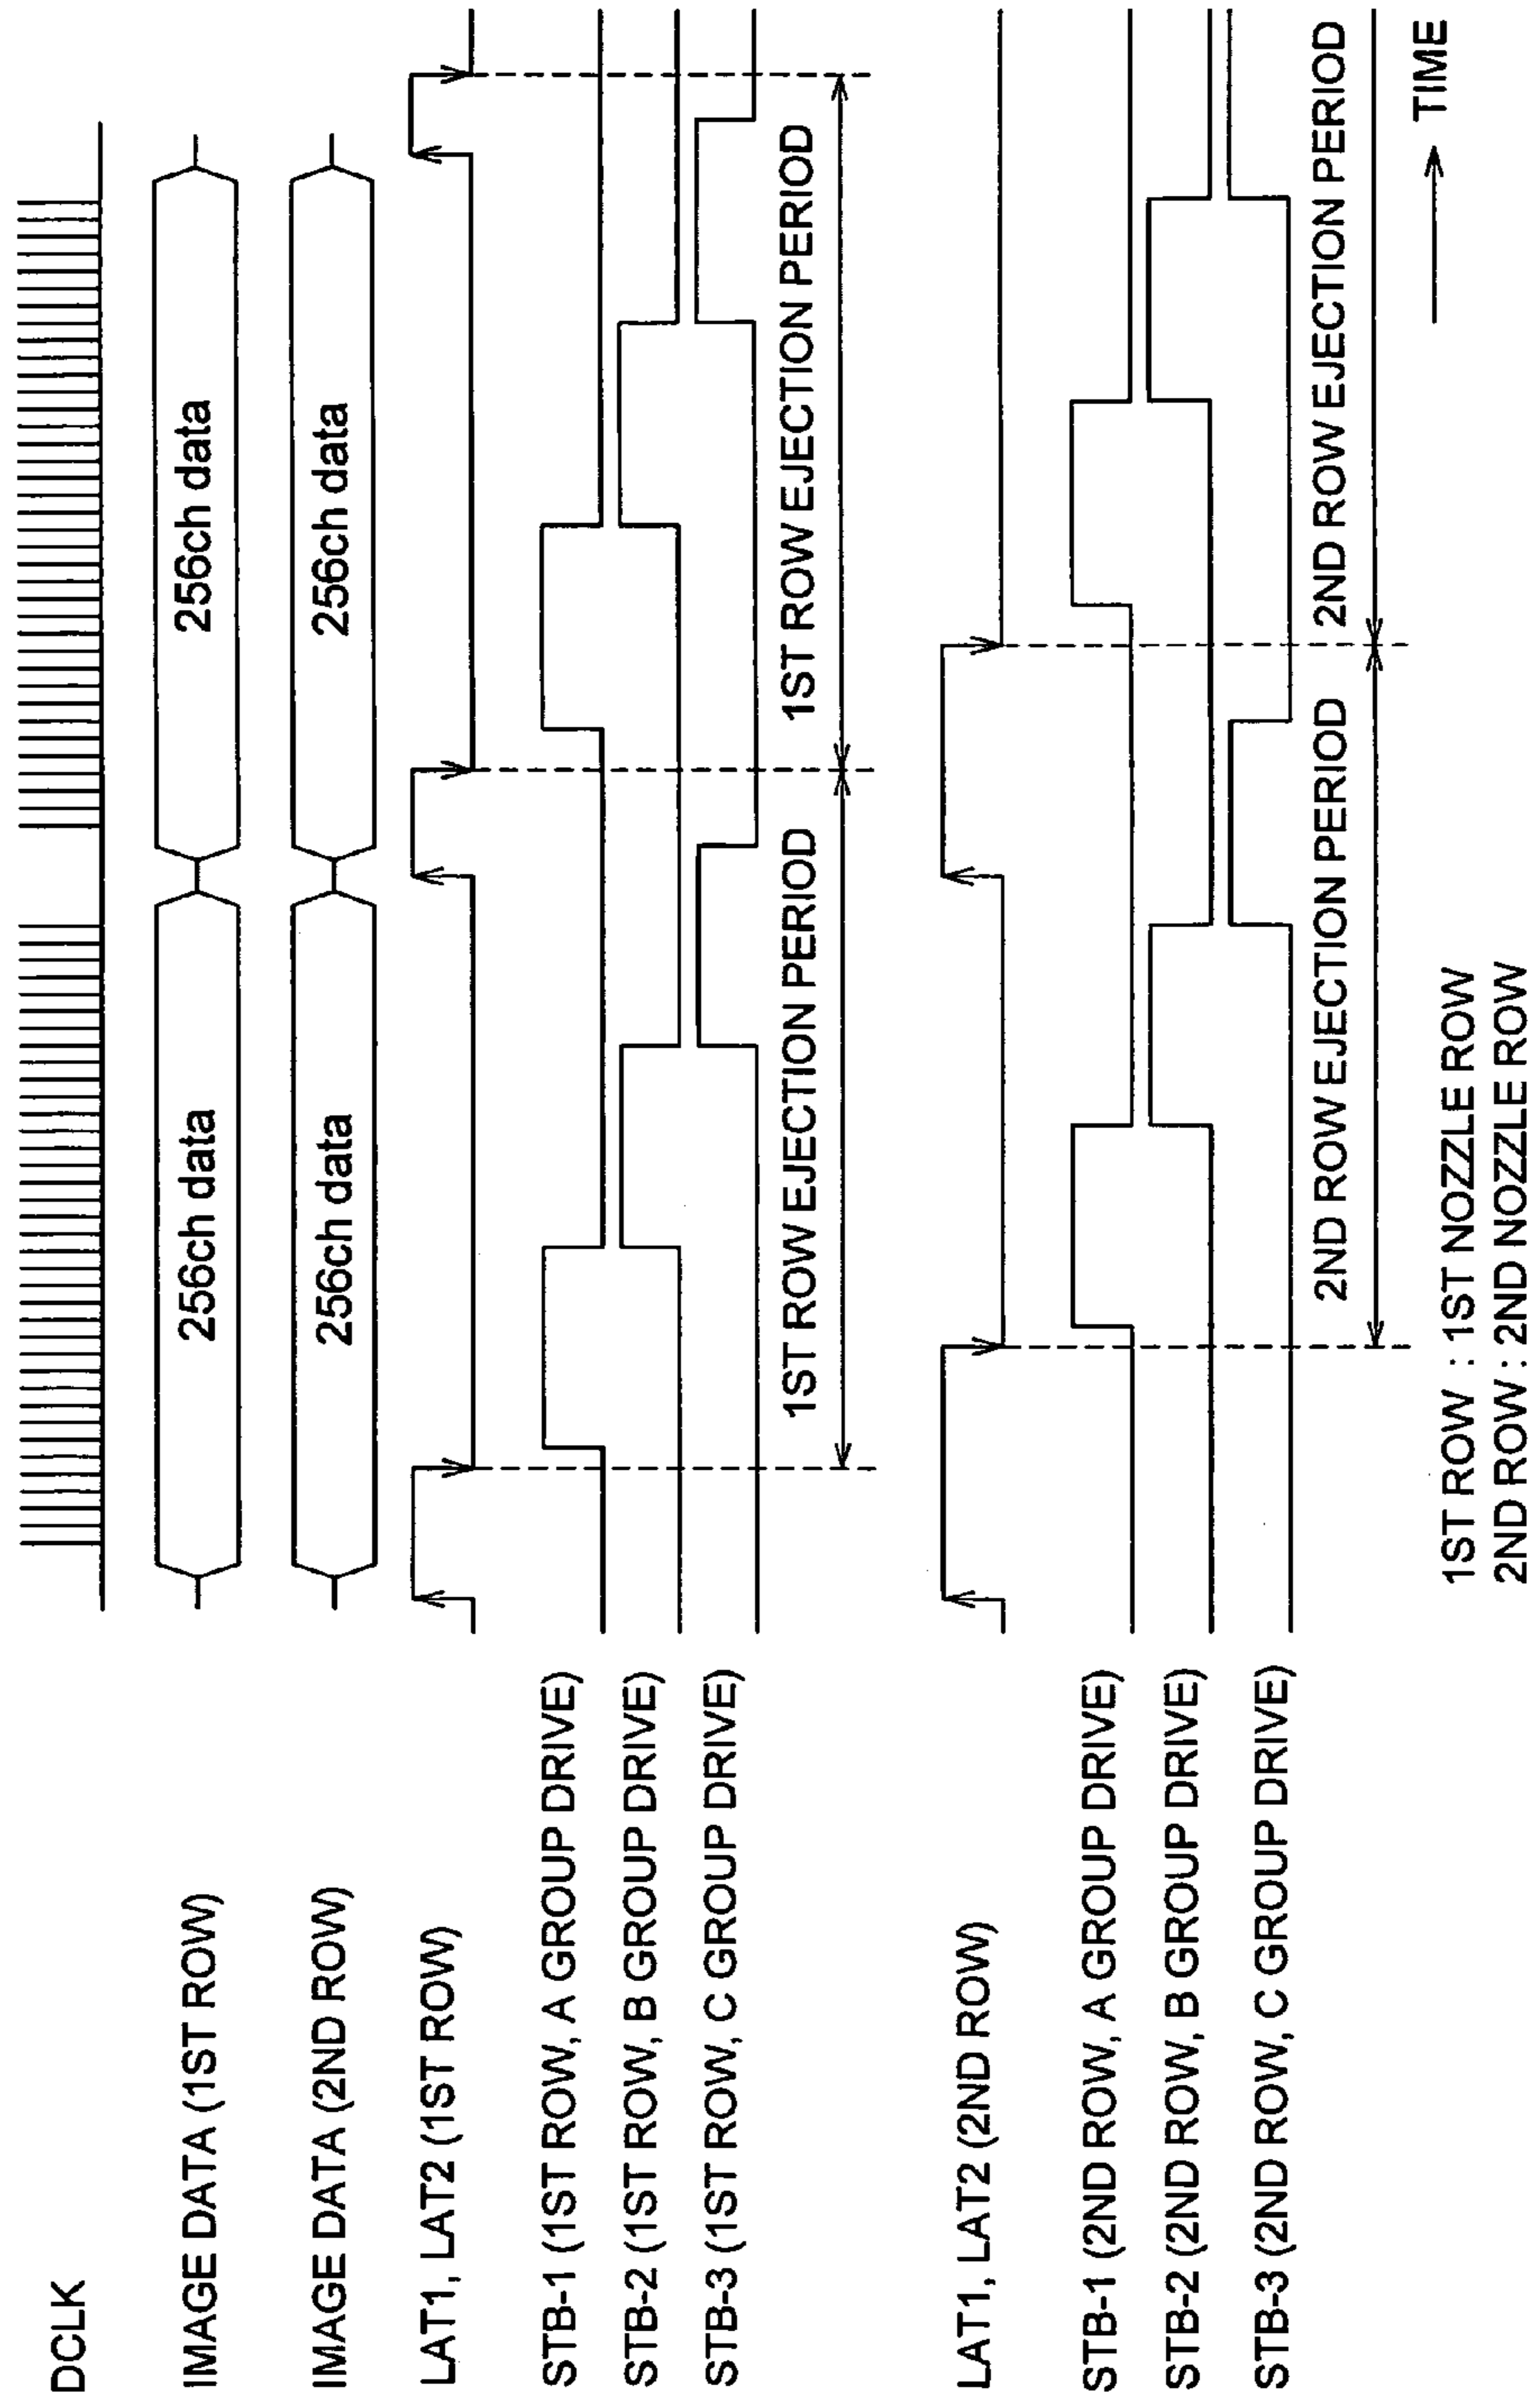 DCLK
IMAGE DATA (1ST ROW)
256ch data
256ch data
IMAGE DATA (2ND ROW)
256ch data
256ch data
LAT1, LAT2 (1ST ROW)
STB-1 (1ST ROW, A GROUP DRIVE)
STB-2 (1ST ROW, B GROUP DRIVE)
STB-3 (1ST ROW, C GROUP DRIVE)
1ST ROW EJECTION PERIOD
1ST ROW EJECTION PERIOD
LAT1, LAT2 (2ND ROW)
STB-1 (2ND ROW, A GROUP DRIVE)
STB-2 (2ND ROW, B GROUP DRIVE)
STB-3 (2ND ROW, C GROUP DRIVE)
2ND ROW EJECTION PERIOD
2ND ROW EJECTION PERIOD
TIME
1ST ROW : 1ST NOZZLE ROW
2ND ROW : 2ND NOZZLE ROW